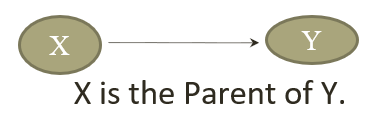 X
Y
X is the Parent of Y.